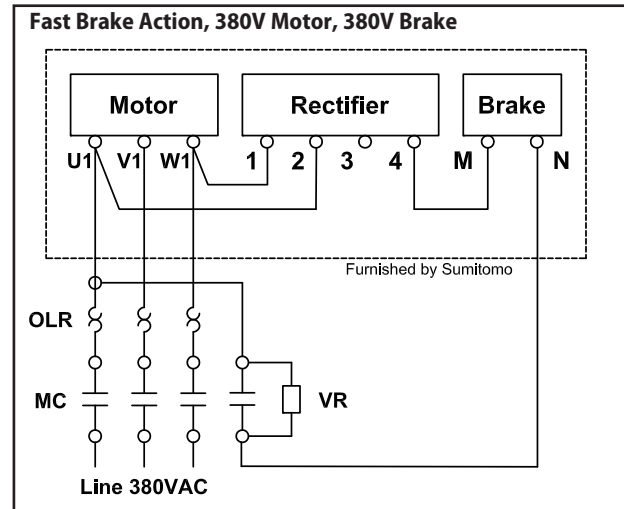 Fast Brake Action, 380V Motor, 380V Brake
Motor Rectifier Brake
U1 V1 W1 1 2 3 4 M N
Furnished by Sumitomo
OLR
MC VR
Line 380VAC